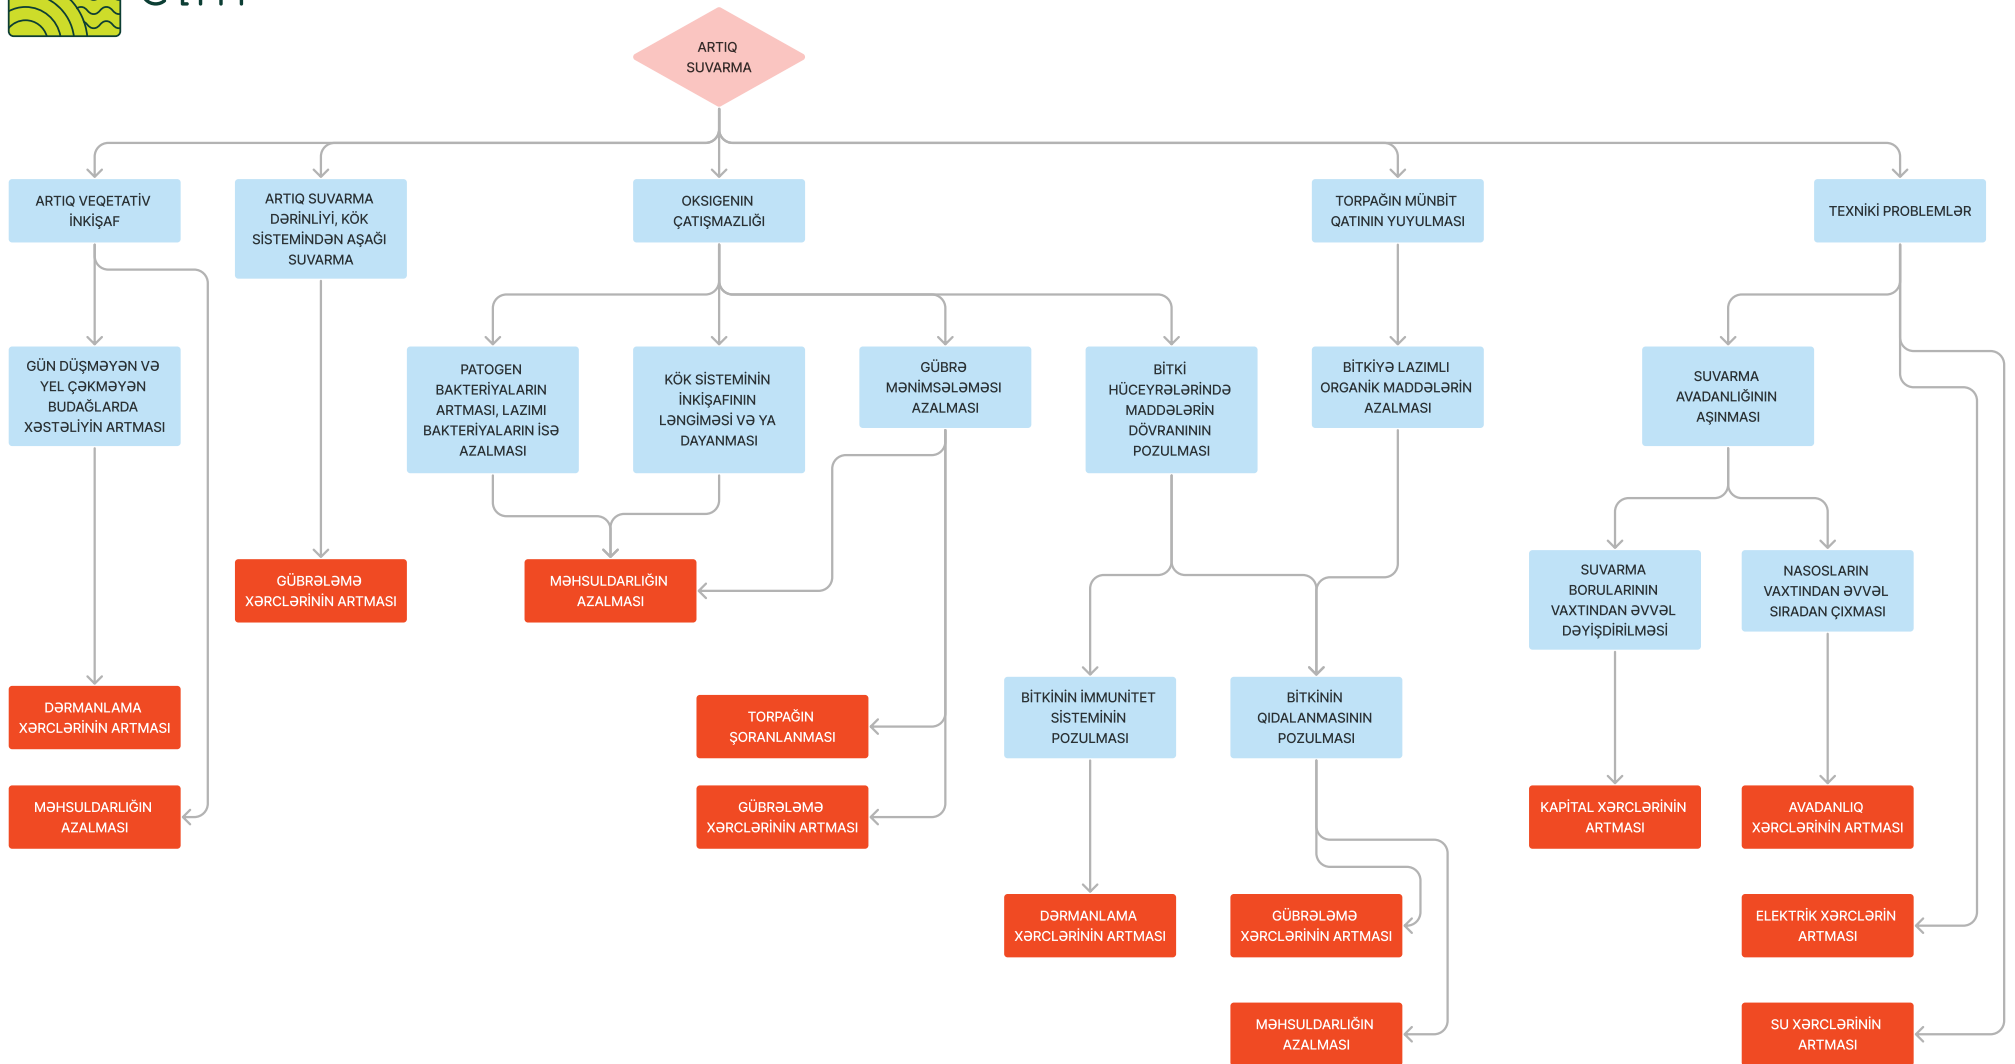 ARTIQ
SUVARMA
ARTIQ VEQETATİV
İNKİŞAF
ARTIQ SUVARMA
DƏRİNLİYİ, KÖK
SİSTEMİNDƏN AŞAĞI
SUVARMA
OKSIGENIN
ÇATIŞMAZLIĞI
TORPAĞIN MÜNBİT
QATININ YUYULMASI
TEXNİKİ PROBLEMLƏR
GÜN DÜŞMƏYƏN VƏ
YEL ÇƏKMƏYƏN
BUDAĞLARDA
XƏSTƏLİYİN ARTMASI
PATOGEN
BAKTERİYALARIN
ARTMASI, LAZIMI
BAKTERİYALARIN İSƏ
AZALMASI
KÖK SİSTEMİNİN
İNKİŞAFININ
LƏNGİMƏSİ VƏ YA
DAYANMASI
GÜBRƏ
MƏNİMSƏLƏMƏSİ
AZALMASI
BİTKİ
HÜCEYRƏLƏRİNDƏ
MADDƏLƏRİN
DÖVRANININ
POZULMASI
BİTKİYƏ LAZIMLI
ORGANİK MADDƏLƏRİN
AZALMASI
SUVARMA
AVADANLIĞININ
AŞINMASI
GÜBRƏLƏMƏ
XƏRCLƏRİNİN ARTMASI
MƏHSULDARLIĞIN
AZALMASI
SUVARMA
BORULARININ
VAXTINDAN ƏVVƏL
DƏYİŞDİRİLMƏSİ
NASOSLARIN
VAXTINDAN ƏVVƏL
SIRADAN ÇIXMASI
DƏRMANLAMA
XƏRCLƏRİNİN ARTMASI
TORPAĞIN
ŞORANLANMASI
BİTKİNİN İMMUNİTET
SİSTEMİNİN
POZULMASI
BİTKİNİN
QIDALANMASININ
POZULMASI
MƏHSULDARLIĞIN
AZALMASI
GÜBRƏLƏMƏ
XƏRCLƏRİNİN ARTMASI
KAPİTAL XƏRCLƏRİNİN
ARTMASI
AVADANLIQ
XƏRCLƏRİNİN ARTMASI
DƏRMANLAMA
XƏRCLƏRİNİN ARTMASI
GÜBRƏLƏMƏ
XƏRCLƏRİNİN ARTMASI
ELEKTRİK XƏRCLƏRİN
ARTMASI
MƏHSULDARLIĞIN
AZALMASI
SU XƏRCLƏRİNİN
ARTMASI